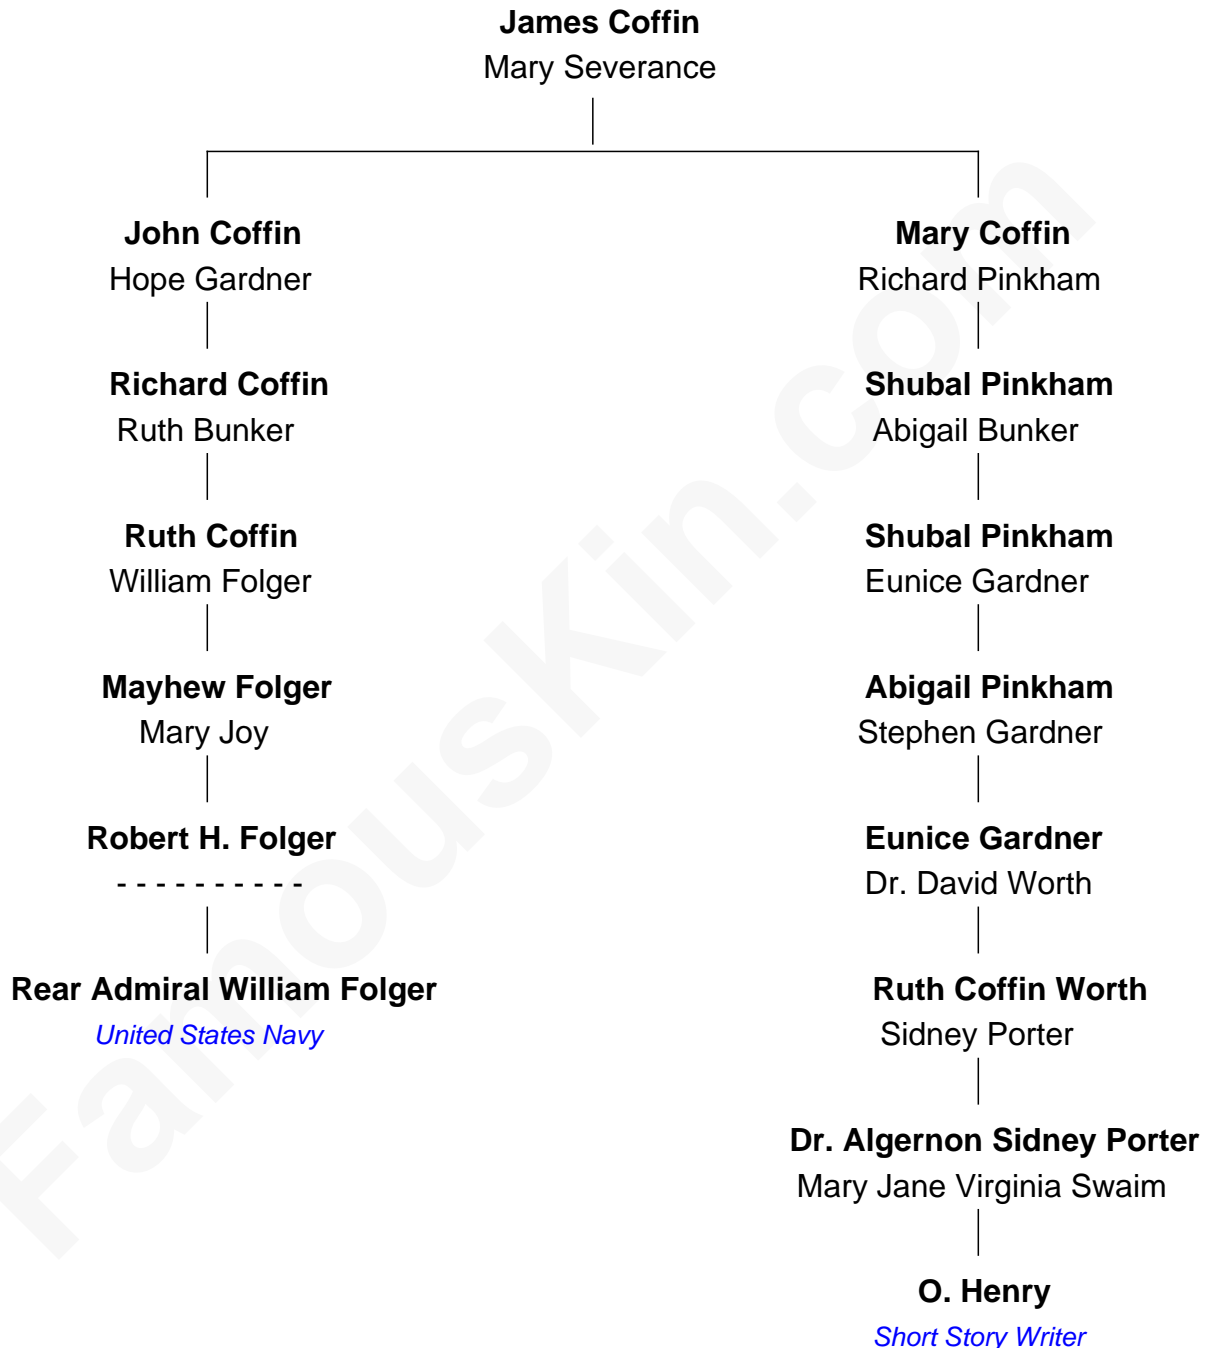 James Coffin
Mary Severance
John Coffin
Hope Gardner
Richard Coffin
Ruth Bunker
Ruth Coffin
William Folger
Mayhew Folger
Mary Joy
Robert H. Folger
- - - - - - - - - -
Rear Admiral William Folger
United States Navy
Mary Coffin
Richard Pinkham
Shubal Pinkham
Abigail Bunker
Shubal Pinkham
Eunice Gardner
Abigail Pinkham
Stephen Gardner
Eunice Gardner
Dr. David Worth
Ruth Coffin Worth
Sidney Porter
Dr. Algernon Sidney Porter
Mary Jane Virginia Swaim
O. Henry
Short Story Writer
FamousKin.com